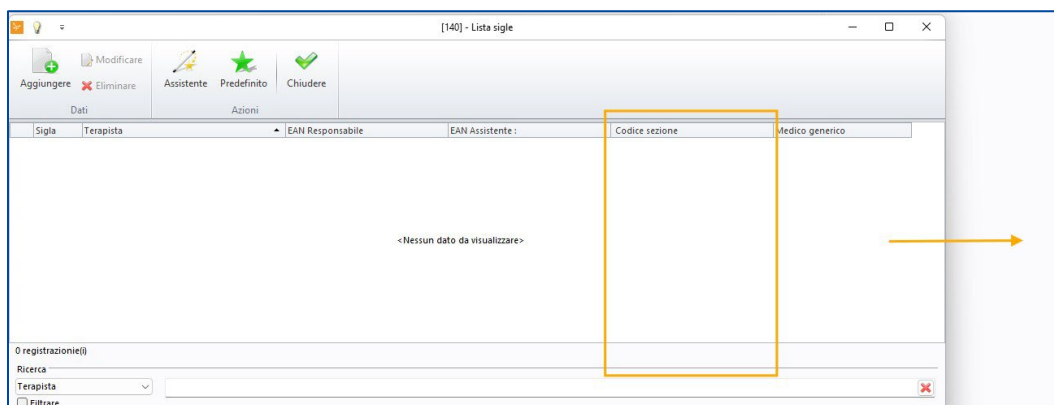 [140] - Lista sigle
Aggiungere
Modificare
Eliminare
Assistente
Predefinito
Chiudere
Dati
Azioni
Sigla Terapista EAN Responsabile EAN Assistente : Codice sezione Medico generico
<Nessun dato da visualizzare>
0 registrazionie(i)
Ricerca
Terapista
Filtrare